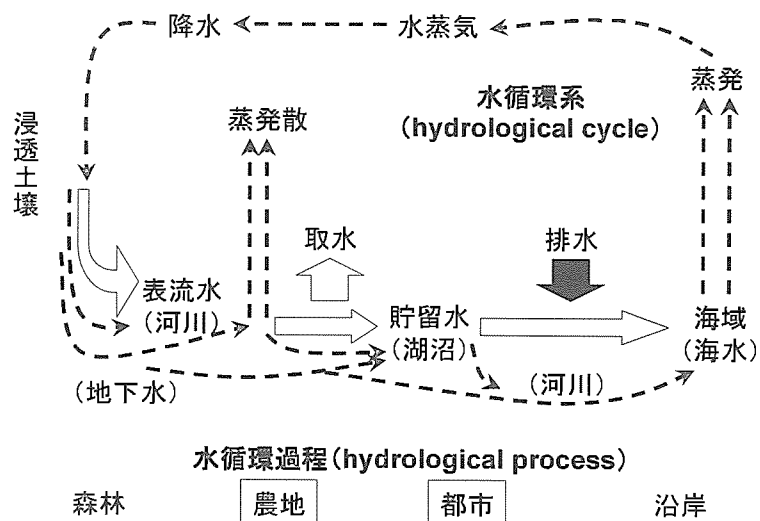 降水
水蒸気
蒸発
水循環系
(hydrological cycle)
浸透土壌
蒸発散
取水
排水
表流水
(河川)
貯留水
(湖沼)
海域
(海水)
(地下水)
(河川)
水循環過程(hydrological process)
森林
農地
都市
沿岸